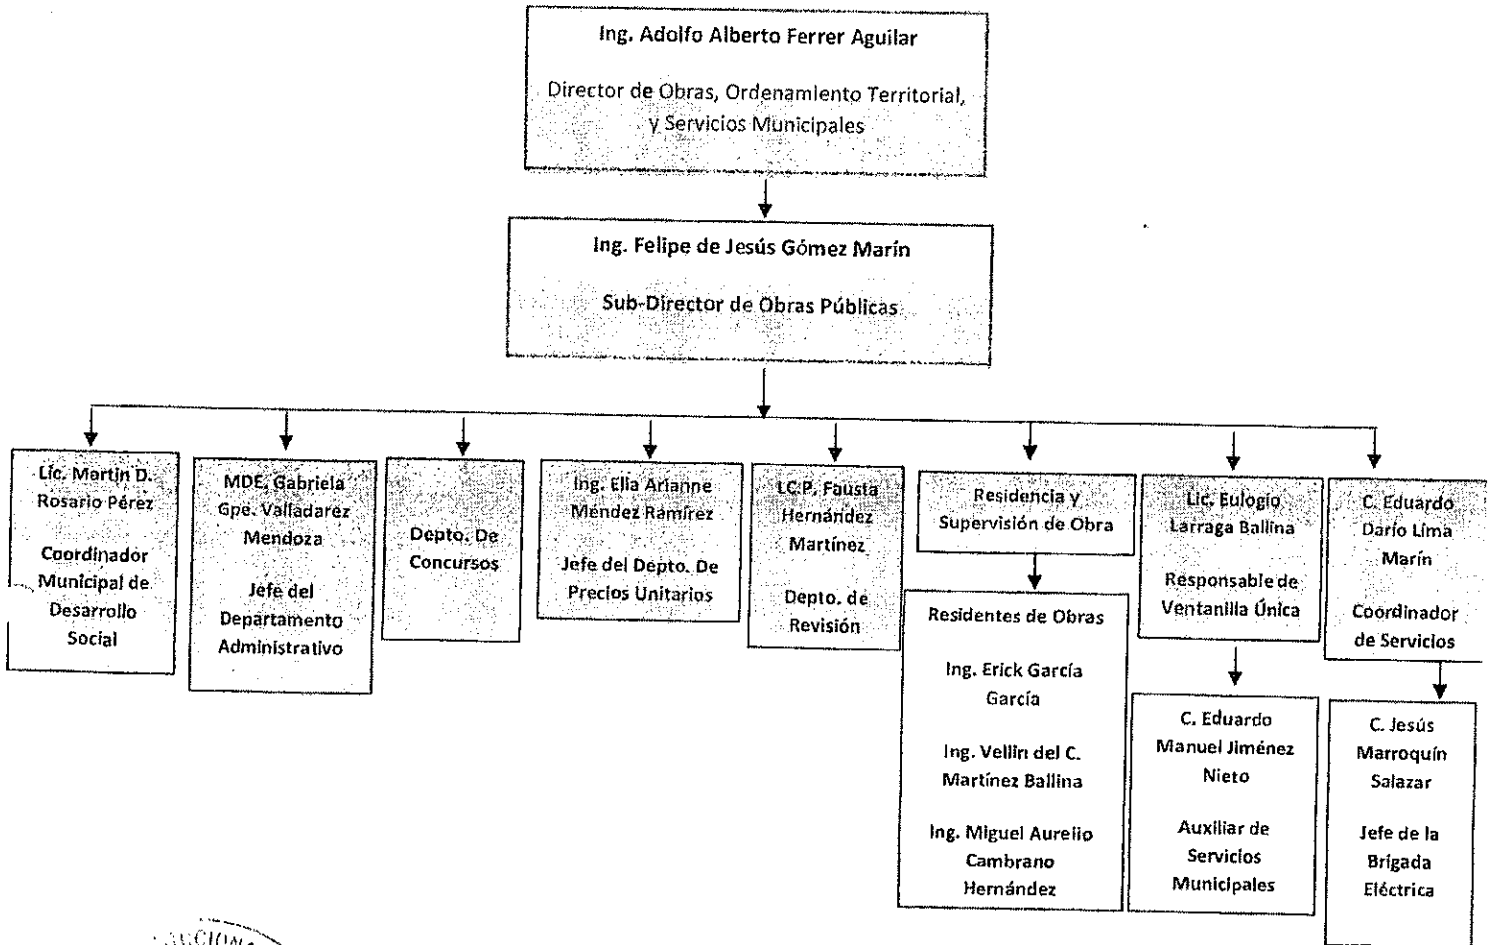 Ing. Adolfo Alberto Ferrer Aguilar
Director de Obras, Ordenamiento Territorial,
y Servicios Municipales
Ing. Felipe de Jesús Gómez Marín
Sub-Director de Obras Públicas
Lic. Martin D.
Rosario Pérez
Coordinador
Municipal de
Desarrollo
Social
MDE. Gabriela
Gpe. Valladarez
Mendoza
Jefe del
Departamento
Administrativo
Depto. De
Concursos
Ing. Elia Arianne
Méndez Ramírez
Jefe del Depto. De
Precios Unitarios
LCP. Fausta
Hernández
Martínez
Depto. de
Revisión
Residencia y
Supervisión de Obra
Residentes de Obras
Ing. Erick García
García
Ing. Vellin del C.
Martínez Ballina
Ing. Miguel Aurelio
Cambrano
Hernández
Lic. Eulogio
Larraga Ballina
Responsable de
Ventanilla Única
C. Eduardo
Manuel Jiménez
Nieto
Auxiliar de
Servicios
Municipales
C. Eduardo
Darío Lima
Marín
Coordinador
de Servicios
C. Jesús
Marroquín
Salazar
Jefe de la
Brigada
Eléctrica